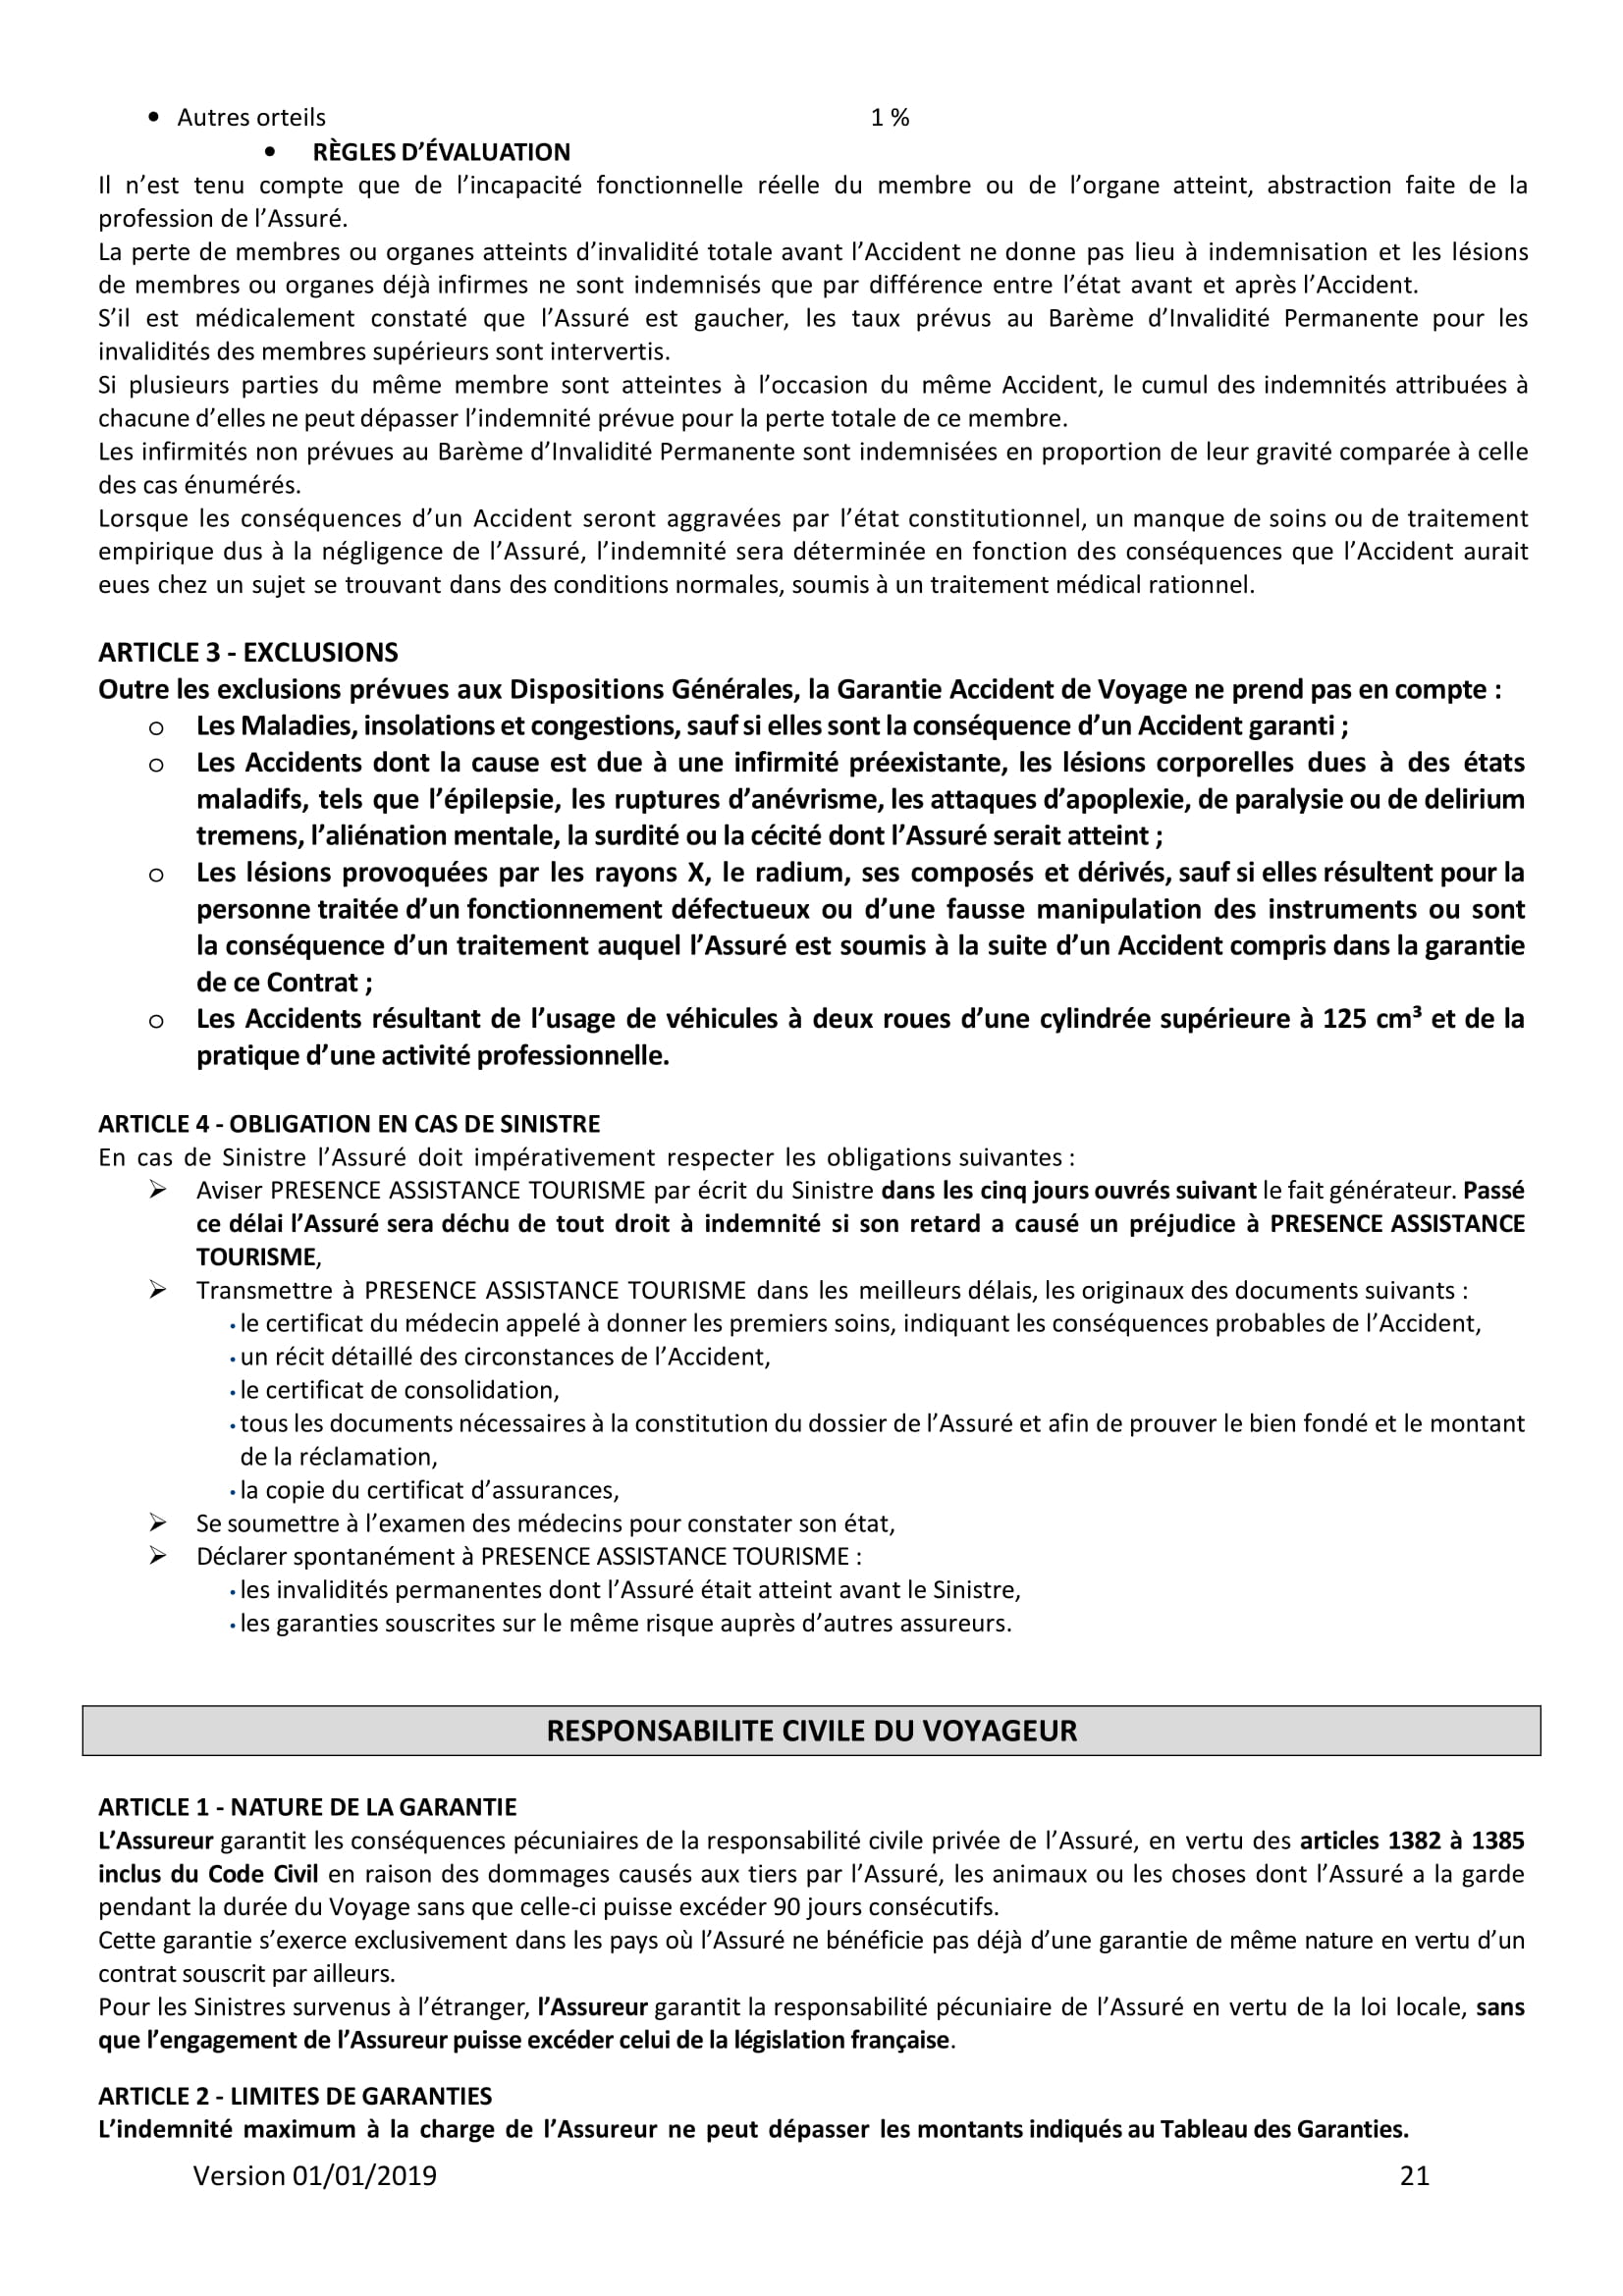 • Autres orteils 1 %
• RÈGLES D’ÉVALUATION
Il n’est tenu compte que de l’incapacité fonctionnelle réelle du membre ou de l’organe atteint, abstraction faite de la
profession de l’Assuré.
La perte de membres ou organes atteints d’invalidité totale avant l’Accident ne donne pas lieu à indemnisation et les lésions
de membres ou organes déjà infirmes ne sont indemnisés que par différence entre l’état avant et après l’Accident.
S’il est médicalement constaté que l’Assuré est gaucher, les taux prévus au Barème d’Invalidité Permanente pour les
invalidités des membres supérieurs sont intervertis.
Si plusieurs parties du même membre sont atteintes à l’occasion du même Accident, le cumul des indemnités attribuées à
chacune d’elles ne peut dépasser l’indemnité prévue pour la perte totale de ce membre.
Les infirmités non prévues au Barème d’Invalidité Permanente sont indemnisées en proportion de leur gravité comparée à celle
des cas énumérés.
Lorsque les conséquences d’un Accident seront aggravées par l’état constitutionnel, un manque de soins ou de traitement
empirique dus à la négligence de l’Assuré, l’indemnité sera déterminée en fonction des conséquences que l’Accident aurait
eues chez un sujet se trouvant dans des conditions normales, soumis à un traitement médical rationnel.
ARTICLE 3 - EXCLUSIONS
Outre les exclusions prévues aux Dispositions Générales, la Garantie Accident de Voyage ne prend pas en compte :
o Les Maladies, insolations et congestions, sauf si elles sont la conséquence d’un Accident garanti ;
o Les Accidents dont la cause est due à une infirmité préexistante, les lésions corporelles dues à des états
maladifs, tels que l’épilepsie, les ruptures d’anévrisme, les attaques d’apoplexie, de paralysie ou de delirium
tremens, l’aliénation mentale, la surdité ou la cécité dont l’Assuré serait atteint ;
o Les lésions provoquées par les rayons X, le radium, ses composés et dérivés, sauf si elles résultent pour la
personne traitée d’un fonctionnement défectueux ou d’une fausse manipulation des instruments ou sont
la conséquence d’un traitement auquel l’Assuré est soumis à la suite d’un Accident compris dans la garantie
de ce Contrat ;
o Les Accidents résultant de l’usage de véhicules à deux roues d’une cylindrée supérieure à 125 cm³ et de la
pratique d’une activité professionnelle.
ARTICLE 4 - OBLIGATION EN CAS DE SINISTRE
En cas de Sinistre l’Assuré doit impérativement respecter les obligations suivantes :
➢ Aviser PRESENCE ASSISTANCE TOURISME par écrit du Sinistre dans les cinq jours ouvrés suivant le fait générateur. Passé
ce délai l’Assuré sera déchu de tout droit à indemnité si son retard a causé un préjudice à PRESENCE ASSISTANCE
TOURISME,
➢ Transmettre à PRESENCE ASSISTANCE TOURISME dans les meilleurs délais, les originaux des documents suivants :
• le certificat du médecin appelé à donner les premiers soins, indiquant les conséquences probables de l’Accident,
• un récit détaillé des circonstances de l’Accident,
• le certificat de consolidation,
• tous les documents nécessaires à la constitution du dossier de l’Assuré et afin de prouver le bien fondé et le montant
de la réclamation,
• la copie du certificat d’assurances,
➢ Se soumettre à l’examen des médecins pour constater son état,
➢ Déclarer spontanément à PRESENCE ASSISTANCE TOURISME :
• les invalidités permanentes dont l’Assuré était atteint avant le Sinistre,
• les garanties souscrites sur le même risque auprès d’autres assureurs.
RESPONSABILITE CIVILE DU VOYAGEUR
ARTICLE 1 - NATURE DE LA GARANTIE
L’Assureur garantit les conséquences pécuniaires de la responsabilité civile privée de l’Assuré, en vertu des articles 1382 à 1385
inclus du Code Civil en raison des dommages causés aux tiers par l’Assuré, les animaux ou les choses dont l’Assuré a la garde
pendant la durée du Voyage sans que celle-ci puisse excéder 90 jours consécutifs.
Cette garantie s’exerce exclusivement dans les pays où l’Assuré ne bénéficie pas déjà d’une garantie de même nature en vertu d’un
contrat souscrit par ailleurs.
Pour les Sinistres survenus à l’étranger, l’Assureur garantit la responsabilité pécuniaire de l’Assuré en vertu de la loi locale, sans
que l’engagement de l’Assureur puisse excéder celui de la législation française.
ARTICLE 2 - LIMITES DE GARANTIES
L’indemnité maximum à la charge de l’Assureur ne peut dépasser les montants indiqués au Tableau des Garanties.
Version 01/01/2019 21